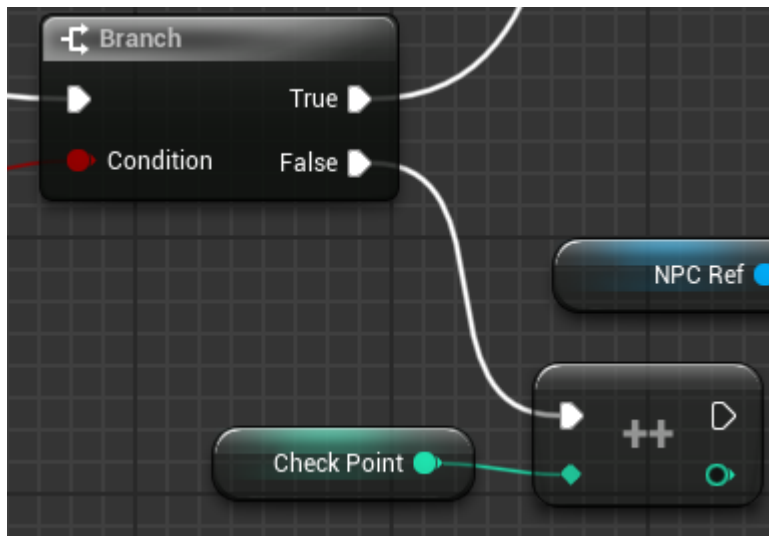 Branch
True
Condition
False
NPC Ref
++
Check Point